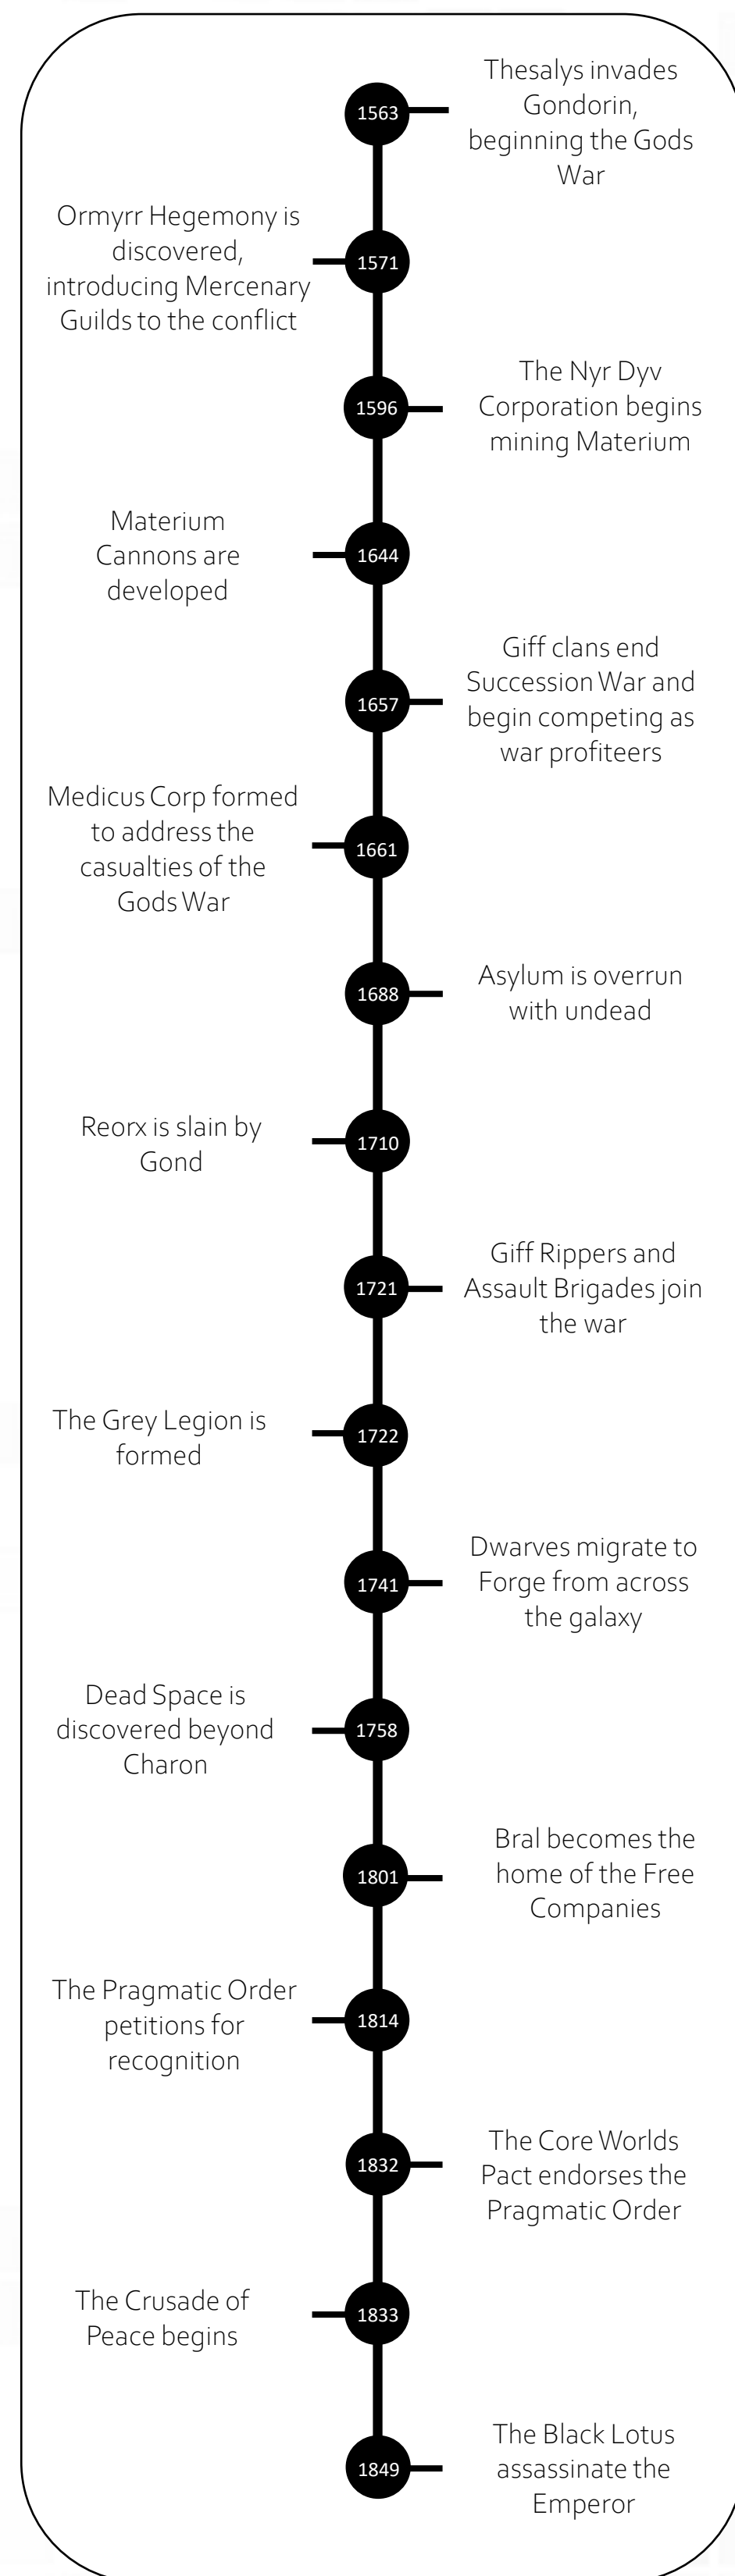 1563
Thesalys invades
Gondorin,
beginning the Gods
War
Ormyrr Hegemony is
discovered,
introducing Mercenary
Guilds to the conflict
1571
1596
The Nyr Dyv
Corporation begins
mining Materium
Materium
Cannons are
developed
1644
1657
Giff clans end
Succession War and
begin competing as
war profiteers
Medicus Corp formed
to address the
casualties of the
Gods War
1661
1688
Asylum is overrun
with undead
Reorx is slain by
Gond
1710
1721
Giff Rippers and
Assault Brigades join
the war
The Grey Legion is
formed
1722
1741
Dwarves migrate to
Forge from across
the galaxy
Dead Space is
discovered beyond
Charon
1758
1801
Bral becomes the
home of the Free
Companies
The Pragmatic Order
petitions for
recognition
1814
1832
The Core Worlds
Pact endorses the
Pragmatic Order
The Crusade of
Peace begins
1833
1849
The Black Lotus
assassinate the
Emperor